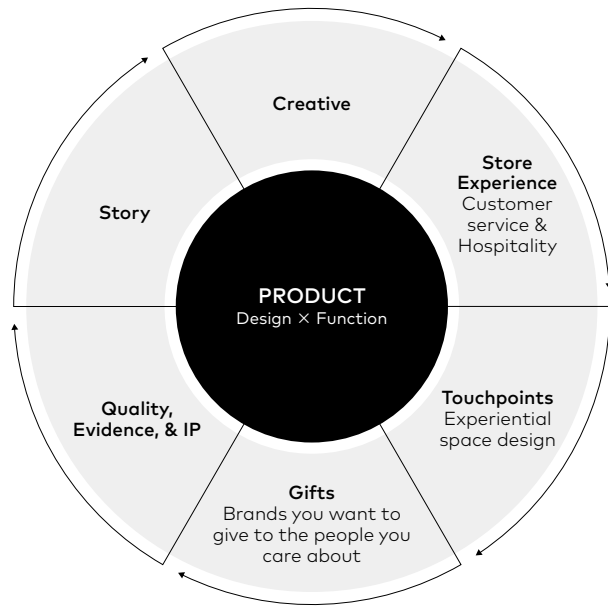 Creative
Store
Experience
Customer
service &
Hospitality
Touchpoints
Experiential
space design
Gifts
Brands you want to
give to the people you
care about
Quality,
Evidence, & IP
Story
PRODUCT
Design × Function